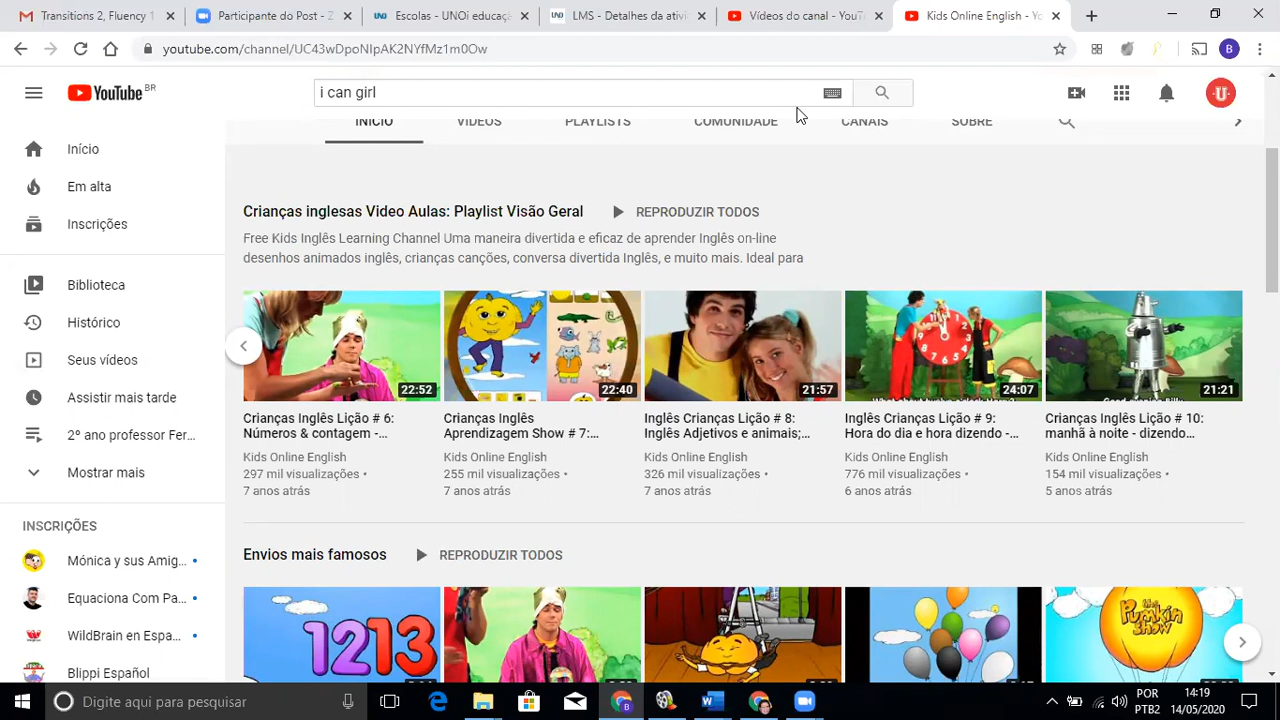 Transitions 2, Fluency 1
Participante do Post - Z
Escolas - UNOi educaç
LMS - Detalhes da ativi
Vídeos do canal - YouT
Kids Online English - Yo
youtube.com/channel/UC43wDpoNIpAK2NYfMz1m0Ow
B
YouTube BR
i can girl
INÍCIO
VÍDEOS
PLAYLISTS
COMUNIDADE
CANAIS
SOBRE
Início
Em alta
Inscrições
Biblioteca
Histórico
Seus vídeos
Assistir mais tarde
2º ano professor Fer...
Mostrar mais
INSCRIÇÕES
Mónica y sus Amig...
Equaciona Com Pa...
WildBrain en Espa...
Blippi Español
Crianças inglesas Video Aulas: Playlist Visão Geral
REPRODUZIR TODOS
Free Kids Inglês Learning Channel Uma maneira divertida e eficaz de aprender Inglês on-line
desenhos animados inglês, crianças canções, conversa divertida Inglês, e muito mais. Ideal para
22:52
Crianças Inglês Lição # 6:
Números & contagem -...
Kids Online English
297 mil visualizações •
7 anos atrás
22:40
Crianças Inglês
Aprendizagem Show # 7:...
Kids Online English
255 mil visualizações •
7 anos atrás
21:57
Inglês Crianças Lição # 8:
Inglês Adjetivos e animais;...
Kids Online English
326 mil visualizações •
7 anos atrás
24:07
Inglês Crianças Lição # 9:
Hora do dia e hora dizendo -...
Kids Online English
776 mil visualizações •
6 anos atrás
21:21
Crianças Inglês Lição # 10:
manhã à noite - dizendo...
Kids Online English
154 mil visualizações •
5 anos atrás
Envios mais famosos
REPRODUZIR TODOS
1213
the Pumkin Show
Digite aqui para pesquisar
POR
PTB2
14:19
14/05/2020